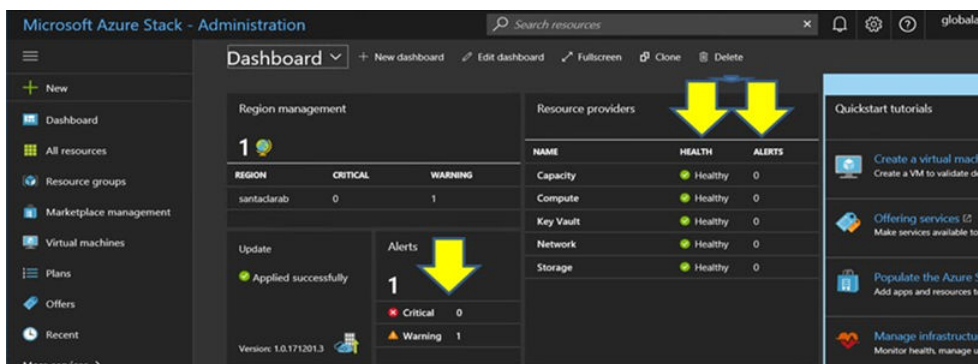 Microsoft Azure Stack - Administration
Search resources
globala
Dashboard
New dashboard
Edit dashboard
Fullscreen
Clone
Delete
New
Dashboard
All resources
Resource groups
Marketplace management
Virtual machines
Plans
Offers
Recent
Region management
1
REGION CRITICAL WARNING
santaclarab 0 1
Update
Applied successfully
Version: 1.0.171201.3
Alerts
1
Critical 0
Warning 1
Resource providers
NAME HEALTH ALERTS
Capacity Healthy 0
Compute Healthy 0
Key Vault Healthy 0
Network Healthy 0
Storage Healthy 0
Quickstart tutorials
Create a virtual mach
Create a VM to validate de
Offering services
Make services available to
Populate the Azure S
Add apps and resources t
Manage infrastructu
Monitor health, manage